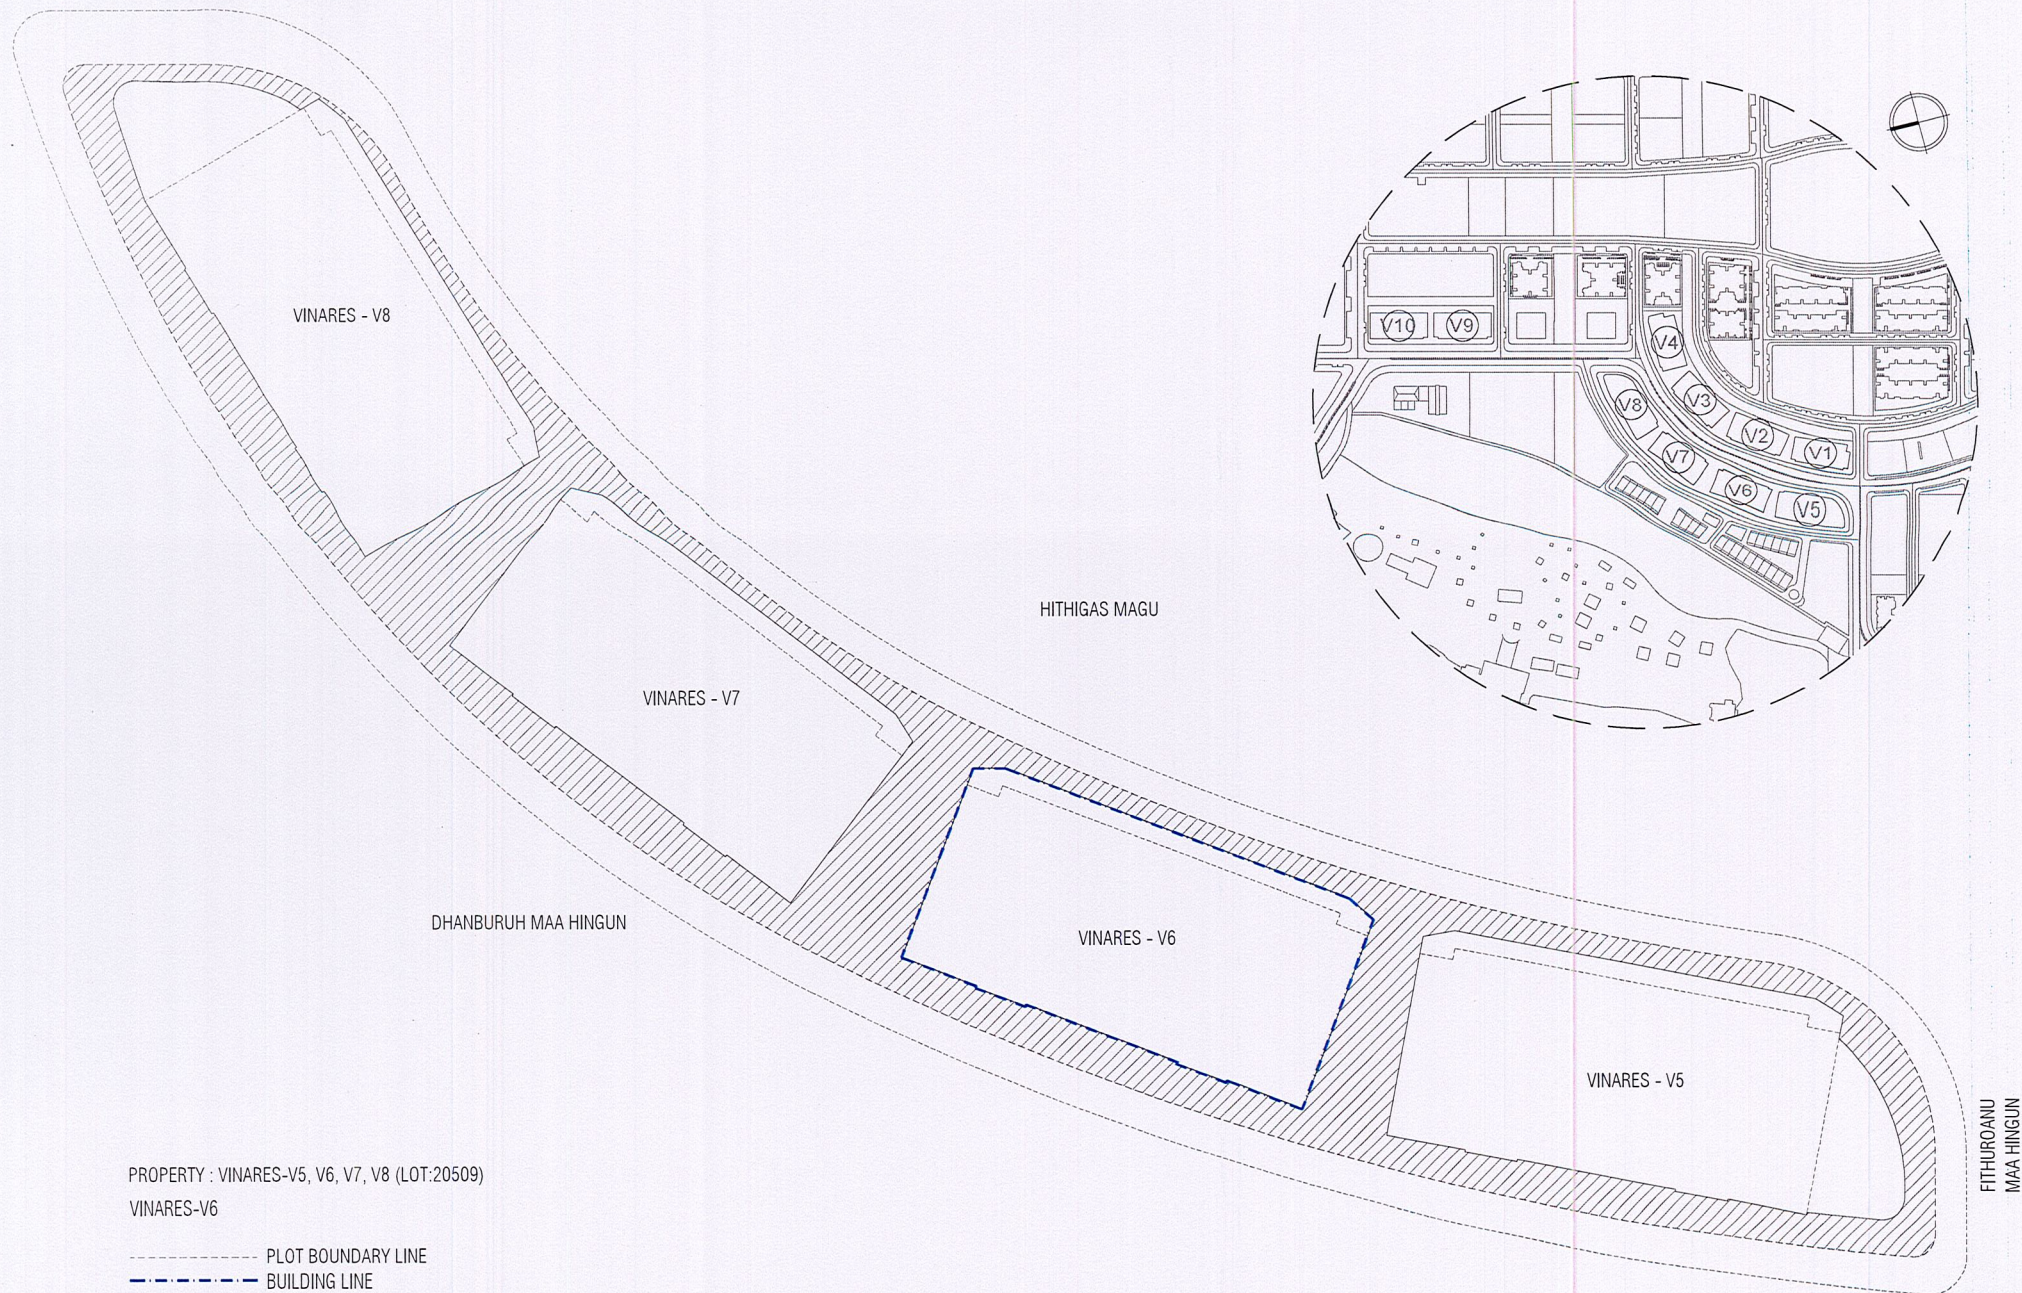 V10
V9
V4
V3
V8
V2
V1
V7
V6
V5
VINARES - V8
HITHIGAS MAGU
VINARES - V7
DHANBURUH MAA HINGUN
VINARES - V6
VINARES - V5
FITHUROANU
MAA HINGUN
PROPERTY : VINARES-V5, V6, V7, V8 (LOT:20509)
VINARES-V6
PLOT BOUNDARY LINE
BUILDING LINE